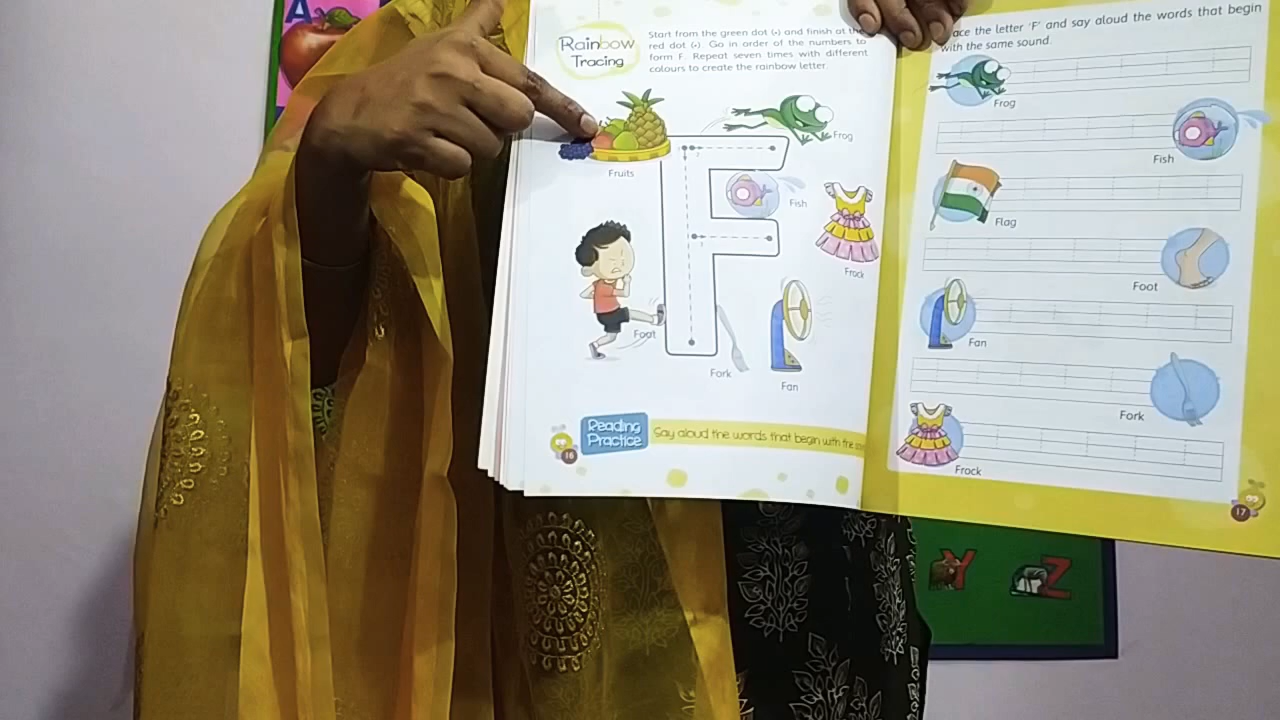 A
Rainbow
Tracing
Start from the green dot (•) and finish at the
red dot (•). Go in order of the numbers to
form F. Repeat seven times with different
colours to create the rainbow letter.
Fruits
Frog
Fish
Frock
Foot
Fork
Fan
Reading
Practice
Say aloud the words that begin with the
16
ace the letter 'F' and say aloud the words that begin
with the same sound.
Frog
Fish
Flag
Foot
Fan
Fork
Frock
17
Y
Z